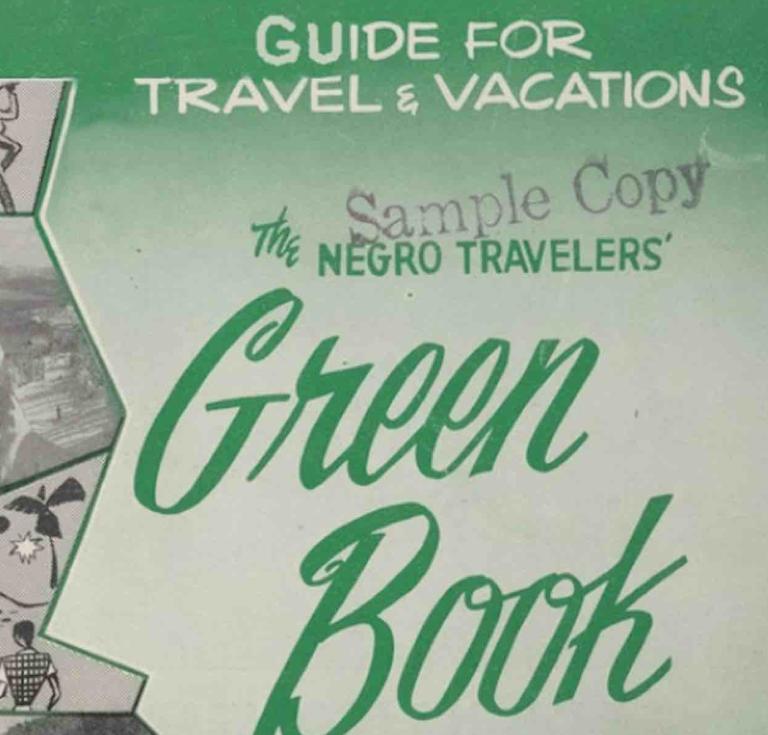 GUIDE FOR
TRAVEL & VACATIONS
Sample Copy
The NEGRO TRAVELERS'
Green
Book